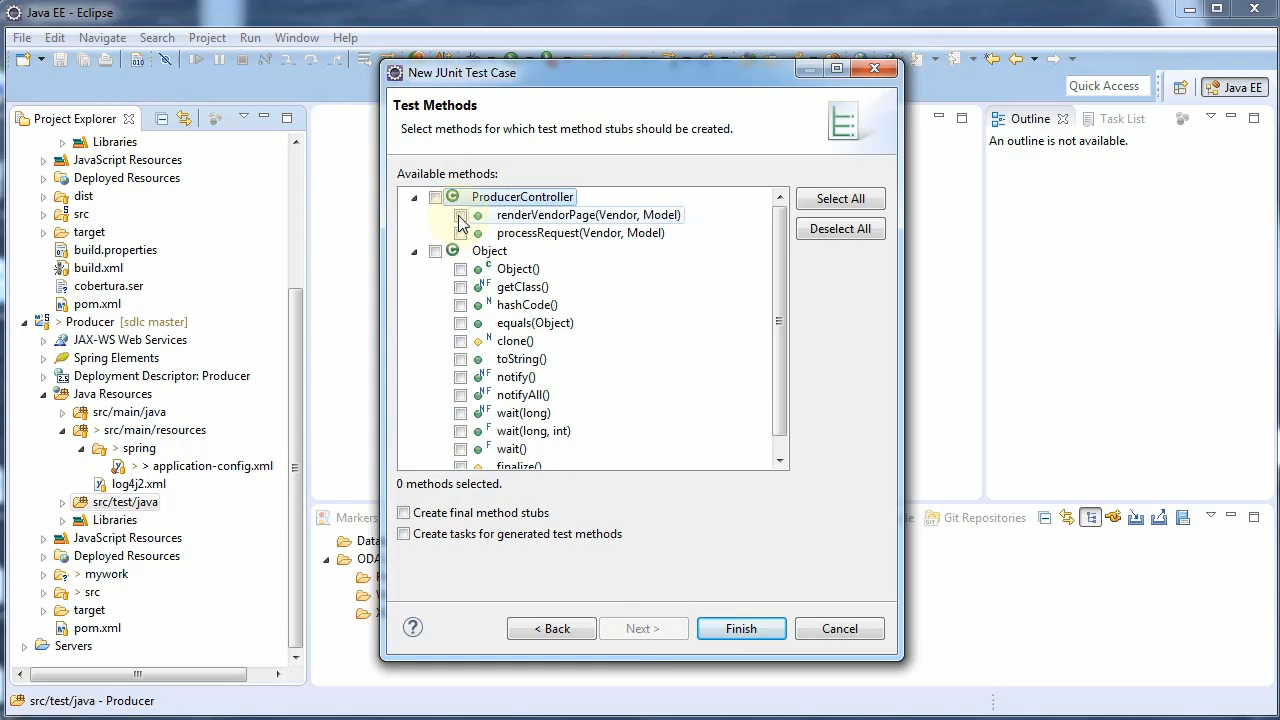 Java EE - Eclipse
File Edit Navigate Search Project Run Window Help
Quick Access
Java EE
Project Explorer
Libraries
JavaScript Resources
Deployed Resources
dist
src
target
build.properties
build.xml
cobertura.ser
pom.xml
> Producer [sdlc master]
JAX-WS Web Services
Spring Elements
Deployment Descriptor: Producer
Java Resources
src/main/java
> src/main/resources
> spring
> > application-config.xml
log4j2.xml
src/test/java
Libraries
JavaScript Resources
Deployed Resources
> mywork
> src
target
pom.xml
Servers
New JUnit Test Case
Test Methods
Select methods for which test method stubs should be created.
Available methods:
ProducerController
renderVendorPage(Vendor, Model)
processRequest(Vendor, Model)
Object
Object()
getClass()
hashCode()
equals(Object)
clone()
toString()
notify()
notifyAll()
wait(long)
wait(long, int)
wait()
finalize()
Select All
Deselect All
0 methods selected.
Create final method stubs
Create tasks for generated test methods
< Back
Next >
Finish
Cancel
Outline
Task List
An outline is not available.
Markers
Git Repositories
Data
ODA
src/test/java - Producer